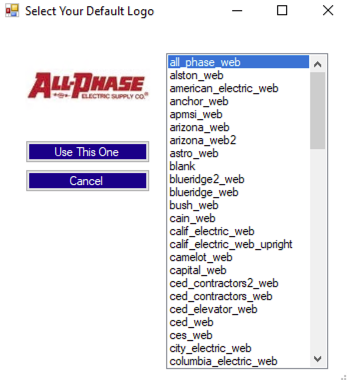 Select Your Default Logo
ALL-PHASE
ELECTRIC SUPPLY CO.
Use This One
Cancel
all_phase_web
alston_web
american_electric_web
anchor_web
apmsi_web
arizona_web
arizona_web2
astro_web
blank
blueridge2_web
blueridge_web
bush_web
cain_web
calif_electric_web
calif_electric_web_upright
camelot_web
capital_web
ced_contractors2_web
ced_contractors_web
ced_elevator_web
ced_web
ces_web
city_electric_web
columbia_electric_web